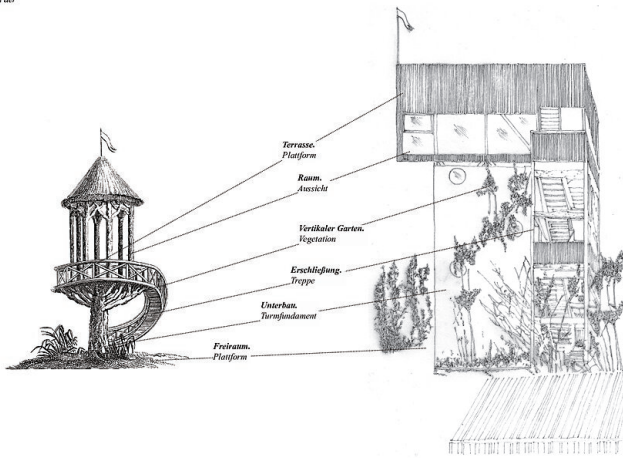 Terrasse.
Plattform
Raum.
Aussicht
Vertikaler Garten.
Vegetation
Erschließung.
Treppe
Unterbau.
Turmfundament
Freiraum.
Plattform